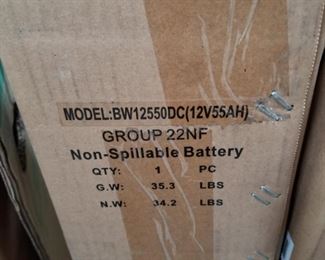 MODEL:BW12550DC(12V55AH)
GROUP 22NF
Non-Spillable Battery
QTY: 1 PC
G.W: 35.3 LBS
N.W: 34.2 LBS